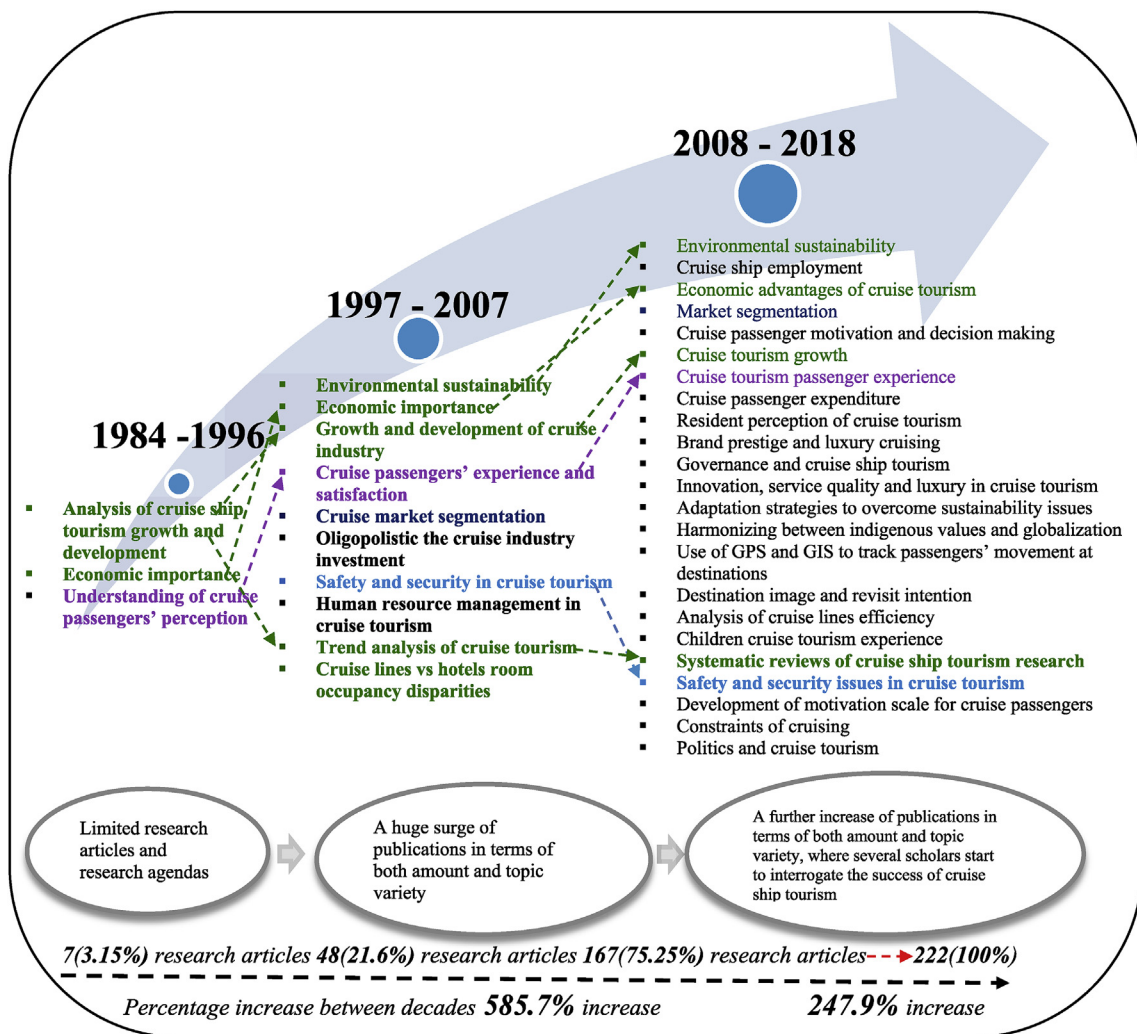 2008 - 2018
1997 - 2007
1984 -1996
Analysis of cruise ship
tourism growth and
development
Economic importance
Understanding of cruise
passengers’ perception
Environmental sustainability
Economic importance
Growth and development of cruise
industry
Cruise passengers’ experience and
satisfaction
Cruise market segmentation
Oligopolistic the cruise industry
investment
Safety and security in cruise tourism
Human resource management in
cruise tourism
Trend analysis of cruise tourism
Cruise lines vs hotels room
occupancy disparities
Environmental sustainability
Cruise ship employment
Economic advantages of cruise tourism
Market segmentation
Cruise passenger motivation and decision making
Cruise tourism growth
Cruise tourism passenger experience
Cruise passenger expenditure
Resident perception of cruise tourism
Brand prestige and luxury cruising
Governance and cruise ship tourism
Innovation, service quality and luxury in cruise tourism
Adaptation strategies to overcome sustainability issues
Harmonizing between indigenous values and globalization
Use of GPS and GIS to track passengers’ movement at
destinations
Destination image and revisit intention
Analysis of cruise lines efficiency
Children cruise tourism experience
Systematic reviews of cruise ship tourism research
Safety and security issues in cruise tourism
Development of motivation scale for cruise passengers
Constraints of cruising
Politics and cruise tourism
Limited research
articles and
research agendas
A huge surge of
publications in terms of
both amount and topic
variety
A further increase of publications in
terms of both amount and topic
variety, where several scholars start
to interrogate the success of cruise
ship tourism
7(3.15%) research articles 48(21.6%) research articles 167(75.25%) research articles 222(100%)
Percentage increase between decades 585.7% increase 247.9% increase